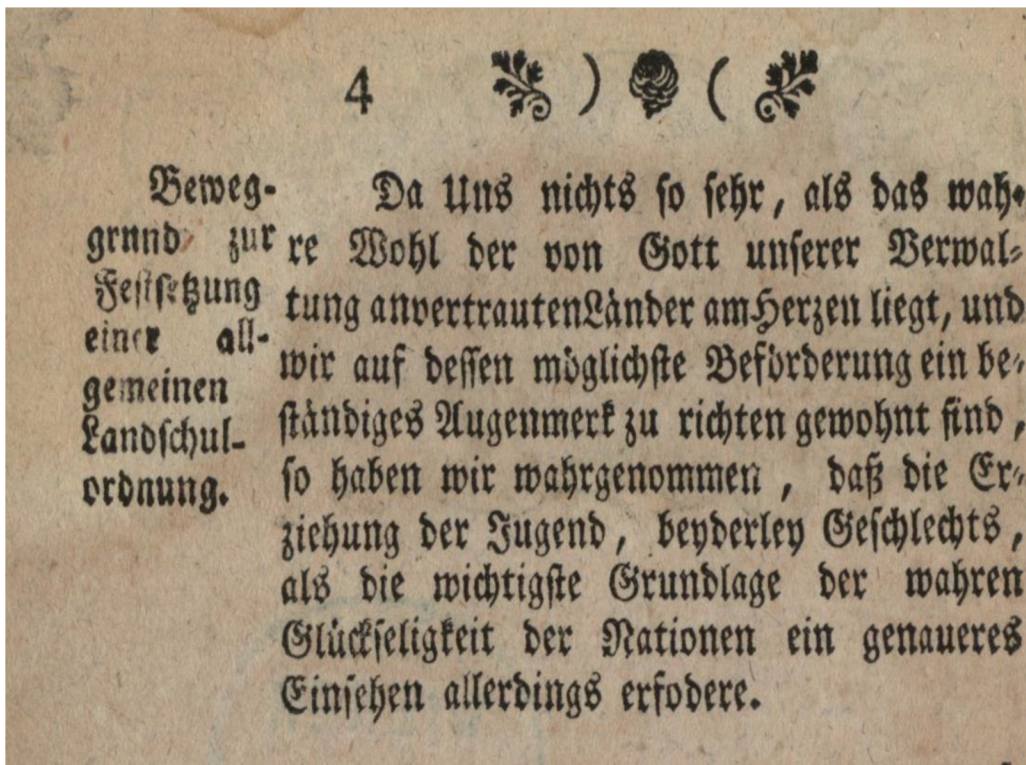 4 ) (
Beweg-
grund zur
Festsetzung
einer all-
gemeinen
Landschul-
ordnung.
Da Uns nichts so sehr, als das wah-
re Wohl der von Gott unserer Verwal-
tung anvertrauten Länder am Herzen liegt, und
wir auf dessen möglichste Beförderung ein be-
ständiges Augenmerk zu richten gewohnt sind,
so haben wir wahrgenommen, daß die Er-
ziehung der Jugend, beyderley Geschlechts,
als die wichtigste Grundlage der wahren
Glückseligkeit der Nationen ein genaueres
Einsehen allerdings erfodere.